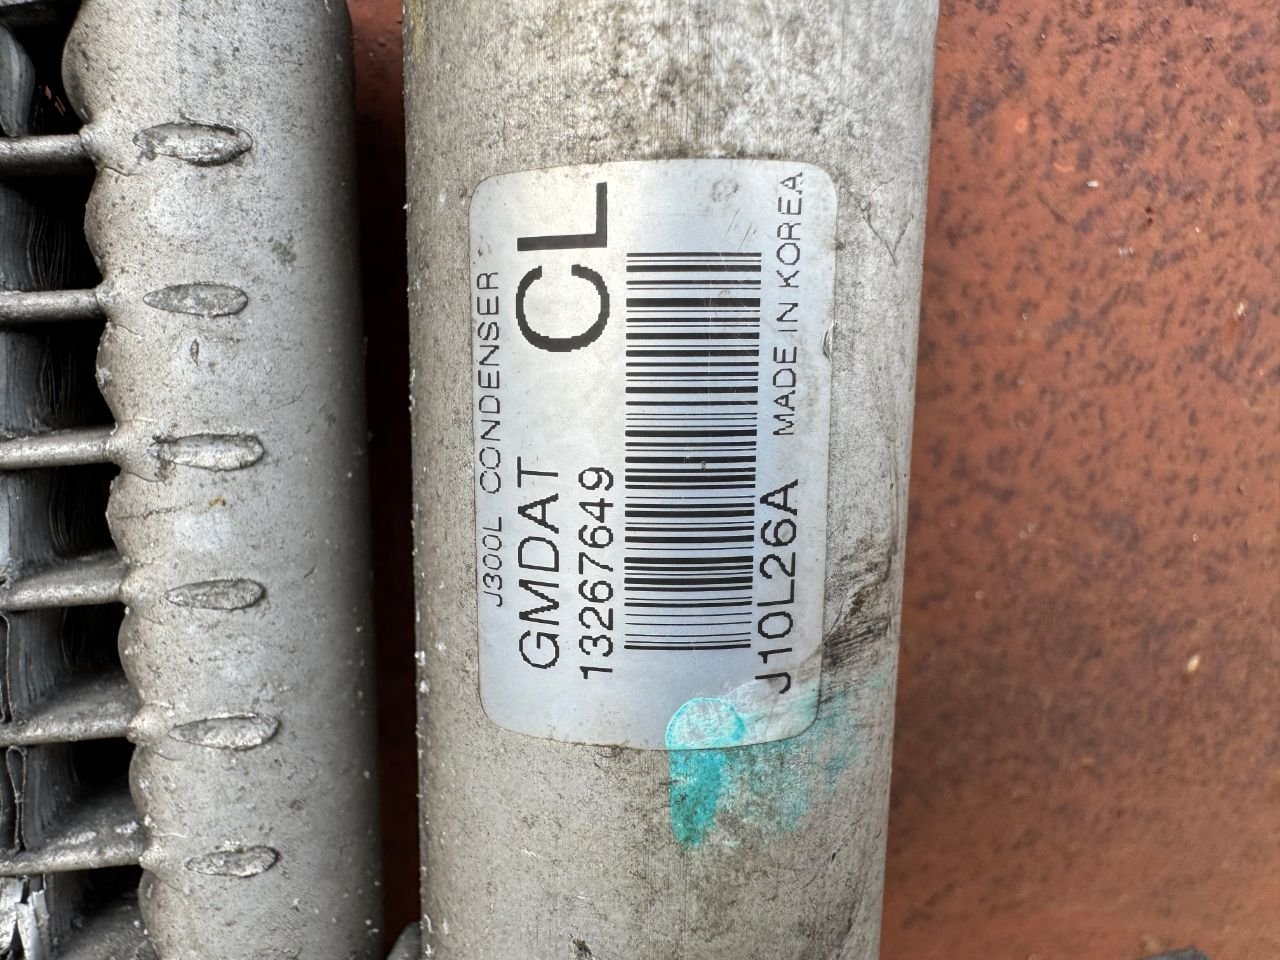 J300L CONDENSER
GMDAT CL
13267649
J10L26A MADE IN KOREA